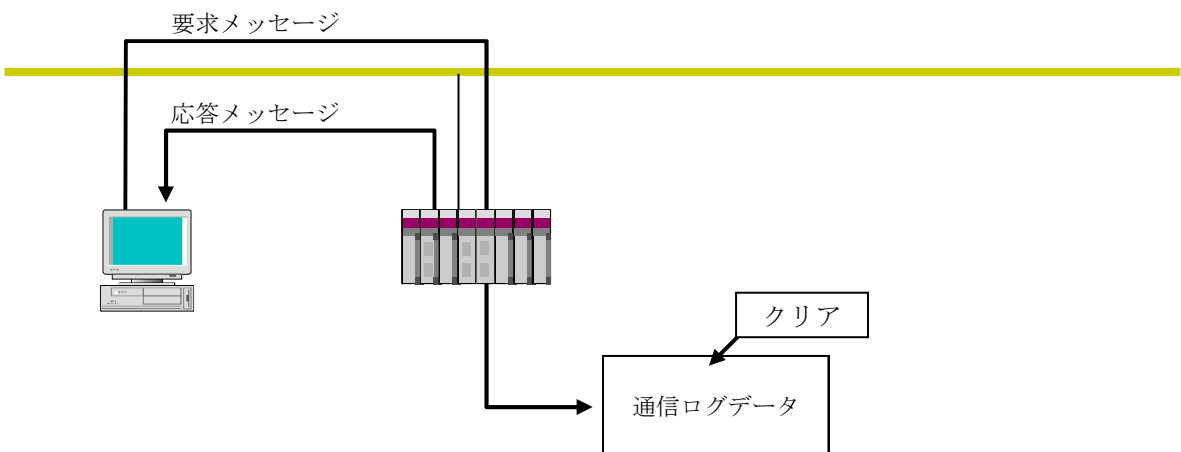 要求メッセージ
応答メッセージ
クリア
通信ログデータ